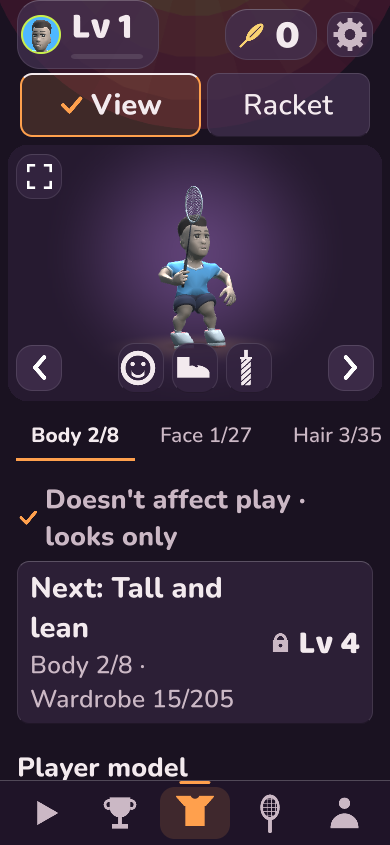 Lv 1
0
View
Racket
Body 2/8
Face 1/27
Hair 3/35
Doesn't affect play ·
looks only
Next: Tall and
lean
Lv 4
Body 2/8 ·
Wardrobe 15/205
Player model